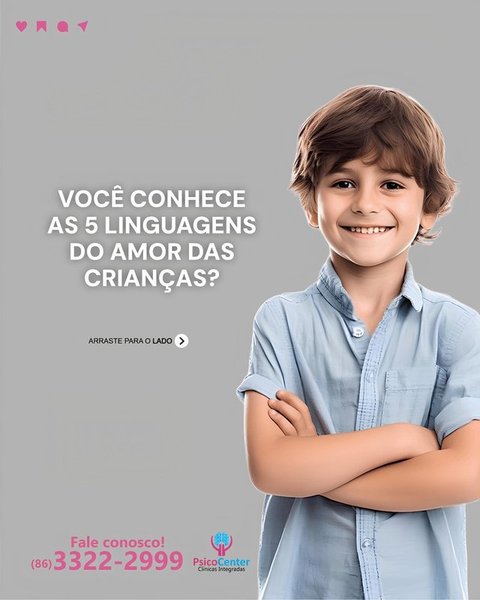 VOCÊ CONHECE
AS 5 LINGUAGENS
DO AMOR DAS
CRIANÇAS?
ARRASTE PARA O LADO
Fale conosco!
(86) 3322-2999
PsicoCenter
Clínicas Integradas